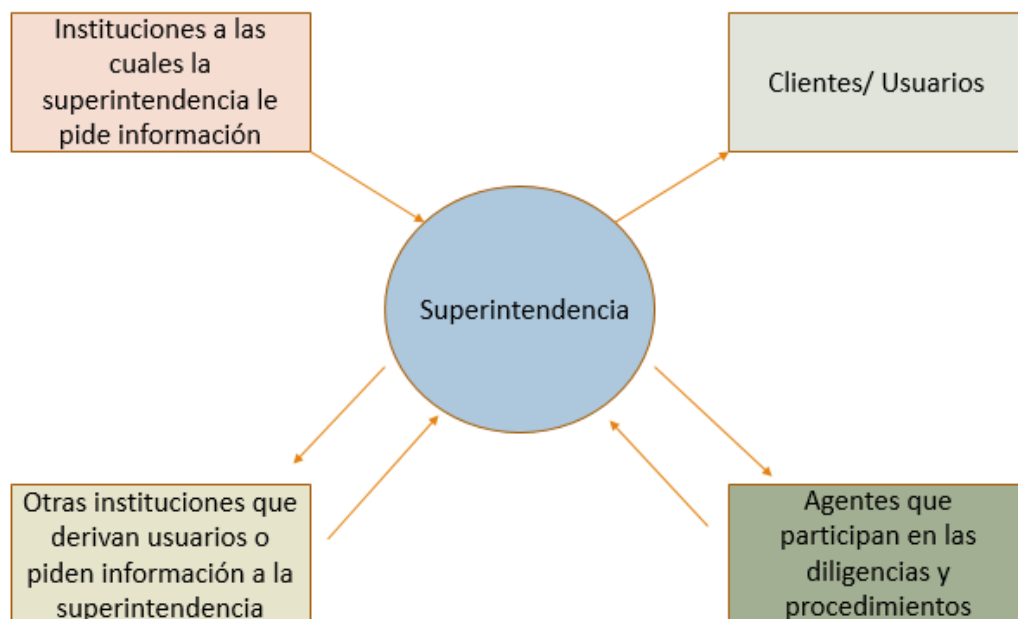 Instituciones a las
cuales la
superintendencia le
pide información
Clientes/ Usuarios
Superintendencia
Otras instituciones que
derivan usuarios o
piden información a la
superintendencia
Agentes que
participan en las
diligencias y
procedimientos